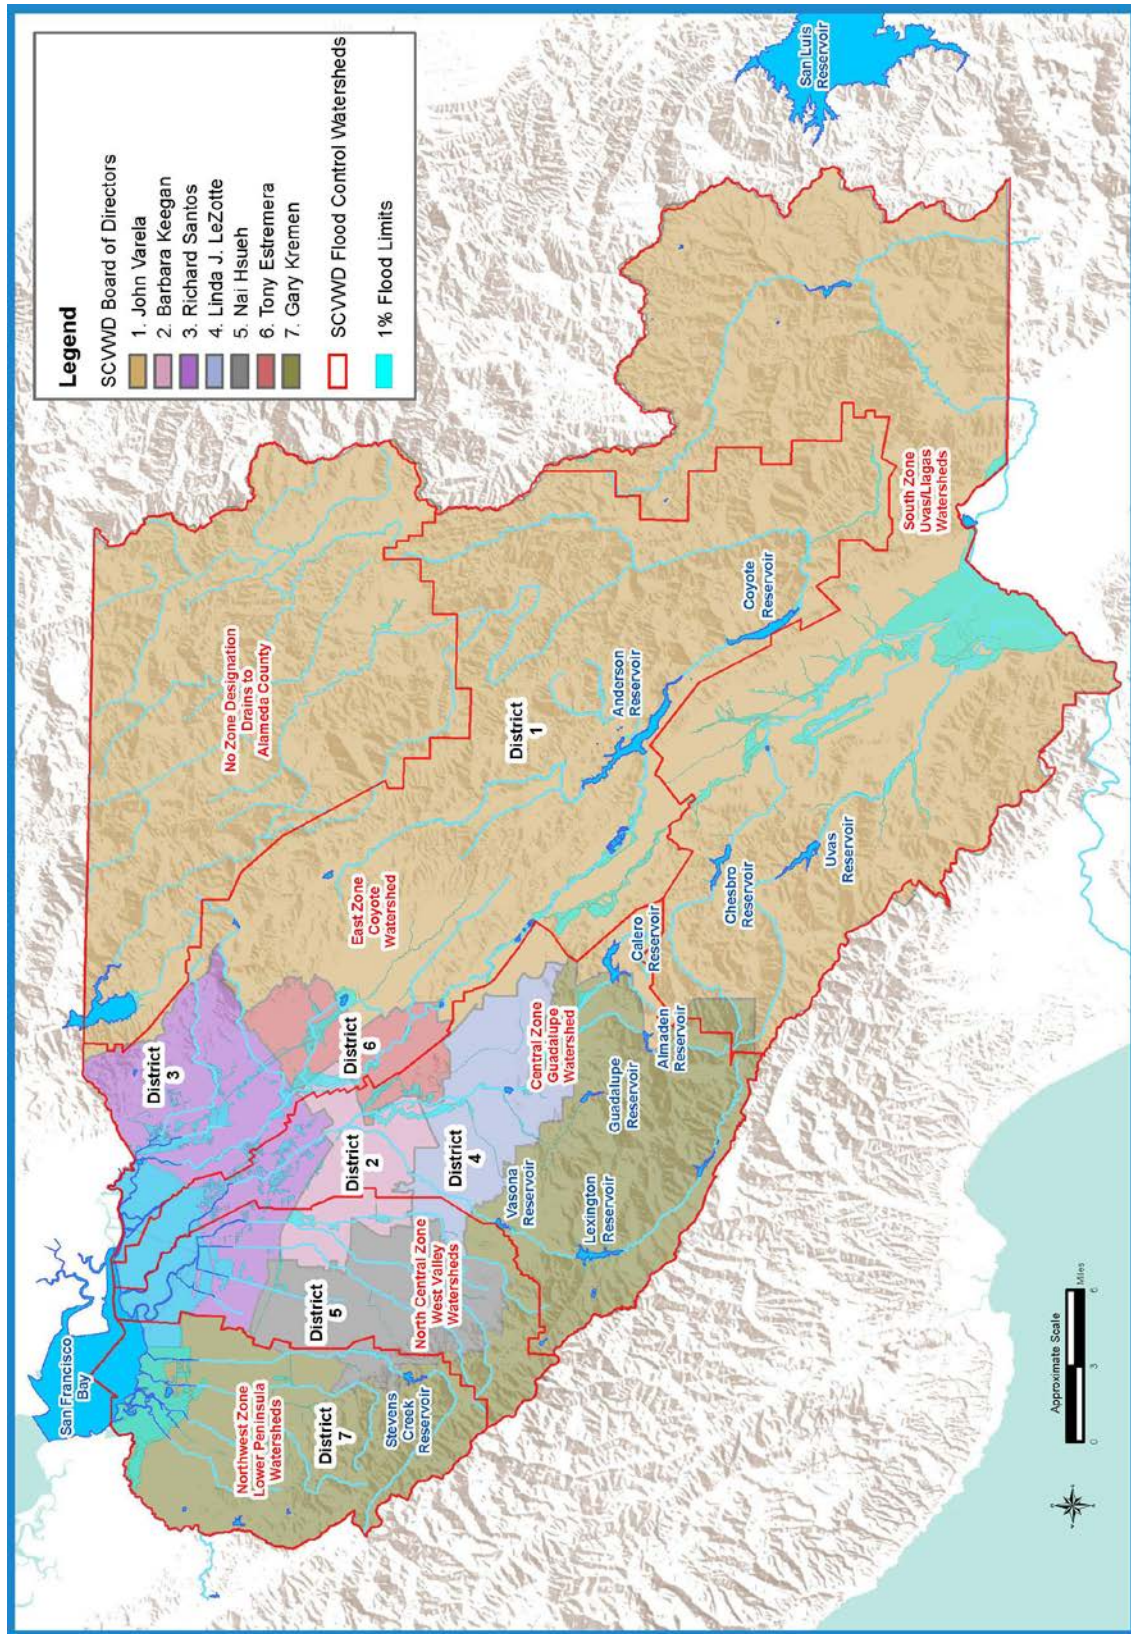 Legend
SCVWD Board of Directors
1. John Varela
2. Barbara Keegan
3. Richard Santos
4. Linda J. LeZotte
5. Nai Hsueh
6. Tony Estremera
7. Gary Kremen
SCVWD Flood Control Watersheds
1% Flood Limits
San Francisco
Bay
San Luis
Reservoir
No Zone Designation
Drains to
Alameda County
District
3
District
6
District
2
District
4
District
5
District
7
District
1
East Zone
Coyote
Watershed
Northwest Zone
Lower Peninsula
Watersheds
North Central Zone
West Valley
Watersheds
Central Zone
Guadalupe
Watershed
South Zone
Uvas/Llagas
Watersheds
Stevens
Creek
Reservoir
Vasona
Reservoir
Lexington
Reservoir
Guadalupe
Reservoir
Almaden
Reservoir
Calero
Reservoir
Chesbro
Reservoir
Uvas
Reservoir
Anderson
Reservoir
Coyote
Reservoir
Approximate Scale
0 3 6
Miles